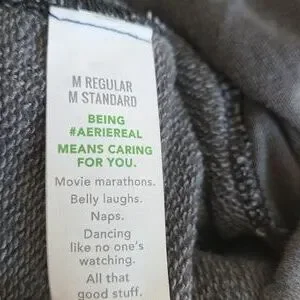 M REGULAR
M STANDARD
BEING
#AERIEREAL
MEANS CARING
FOR YOU.
Movie marathons.
Belly laughs.
Naps.
Dancing
like no one's
watching.
All that
good stuff.